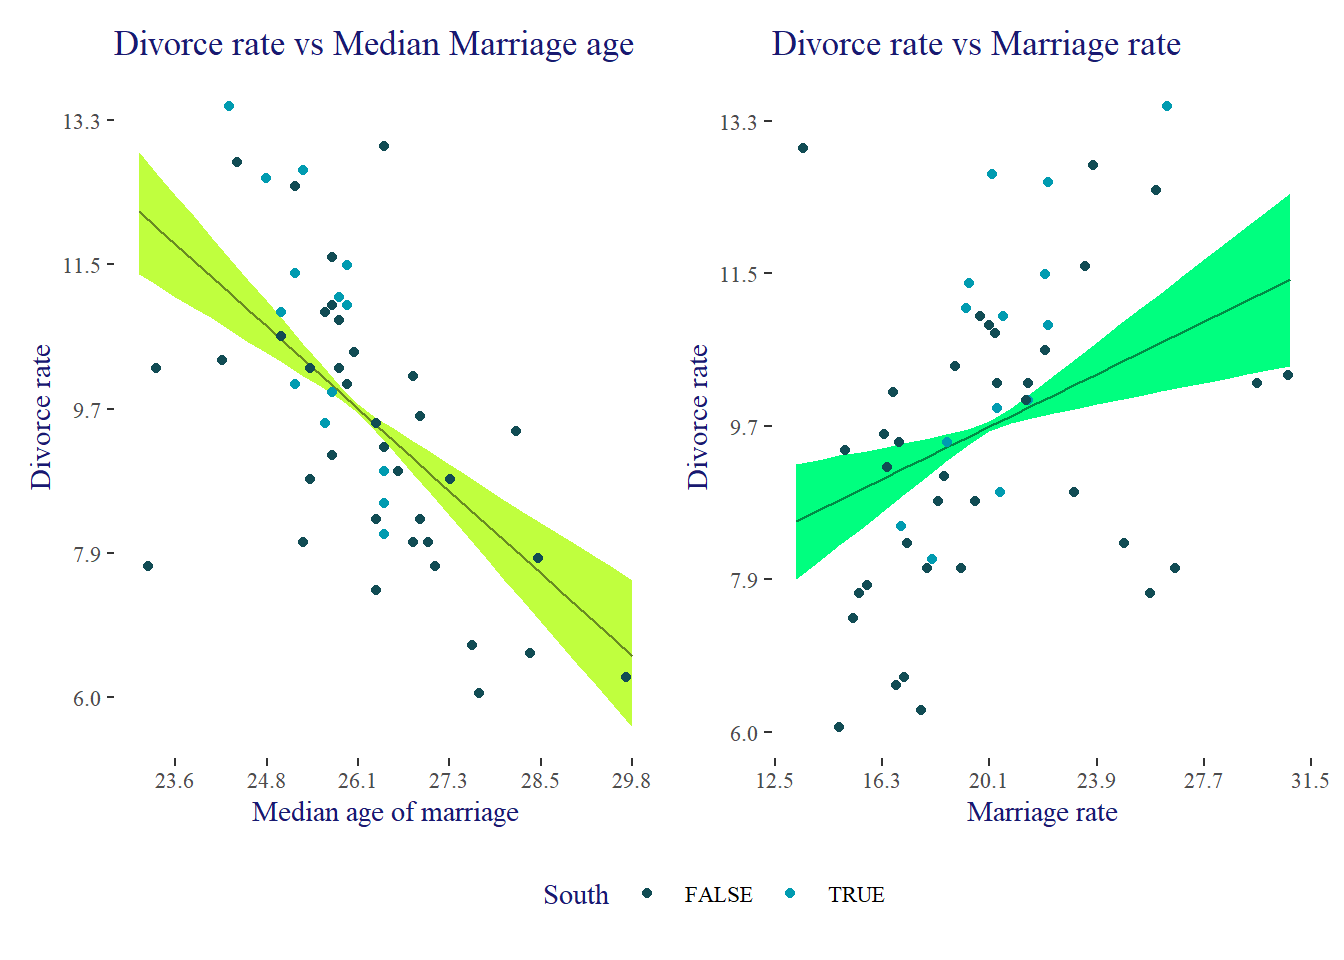 Divorce rate vs Median Marriage age
Divorce rate
13.3
11.5
9.7
7.9
6.0
23.6 24.8 26.1 27.3 28.5 29.8
Median age of marriage
Divorce rate vs Marriage rate
Divorce rate
13.3
11.5
9.7
7.9
6.0
12.5 16.3 20.1 23.9 27.7 31.5
Marriage rate
South FALSE TRUE